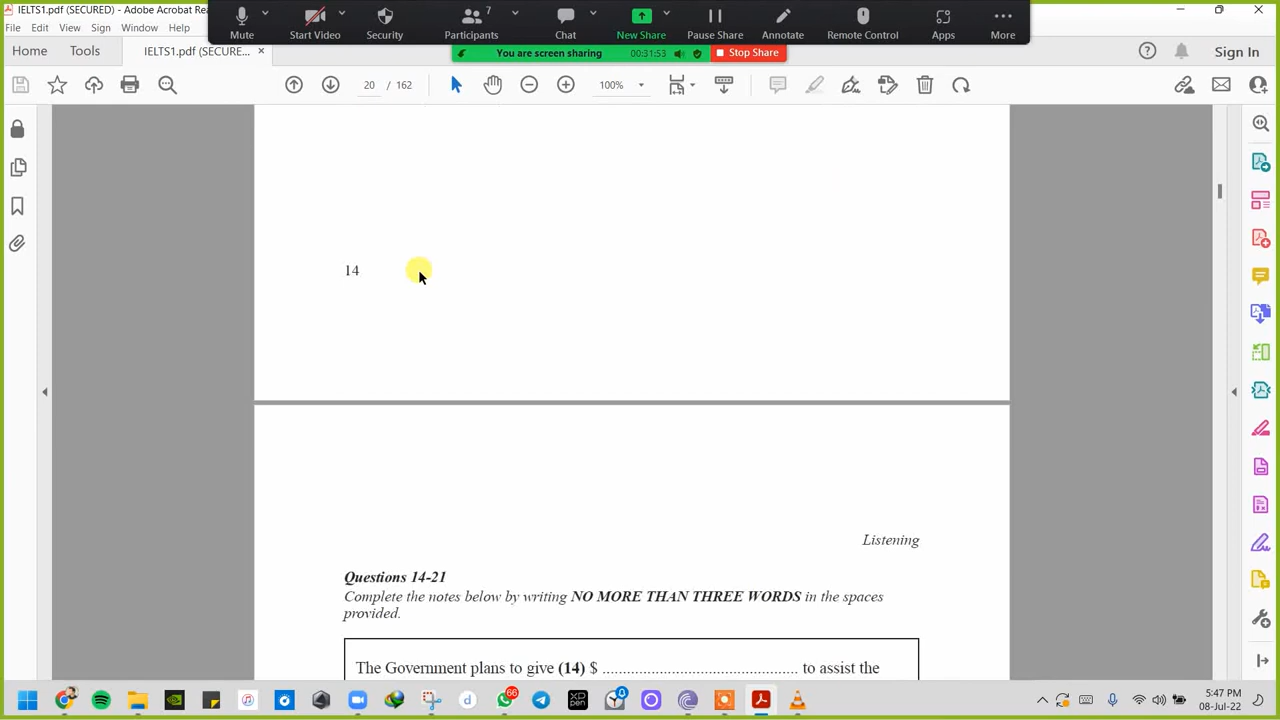 IELTS1.pdf (SECURED) - Adobe Acrobat Rea
File Edit View Sign Window Help
Mute
Start Video
Security
7
Participants
Chat
New Share
Pause Share
Annotate
Remote Control
Apps
More
You are screen sharing 00:31:53 Stop Share
Home Tools IELTS1.pdf (SECURE... Sign In
20 / 162 100%
14
Listening
Questions 14-21
Complete the notes below by writing NO MORE THAN THREE WORDS in the spaces
provided.
The Government plans to give (14) $ ................................................ to assist the
66
d
XD
PEN
5:47 PM
08-Jul-22